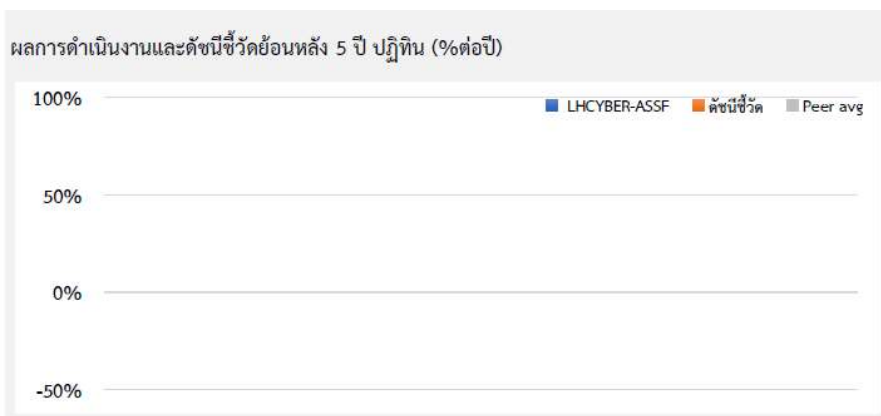 ผลการดำเนินงานและดัชนีชี้วัดย้อนหลัง 5 ปี ปฏิทิน (%ต่อปี)
100%
LHCYBER-ASSF ดัชนีชี้วัด Peer avg
50%
0%
-50%